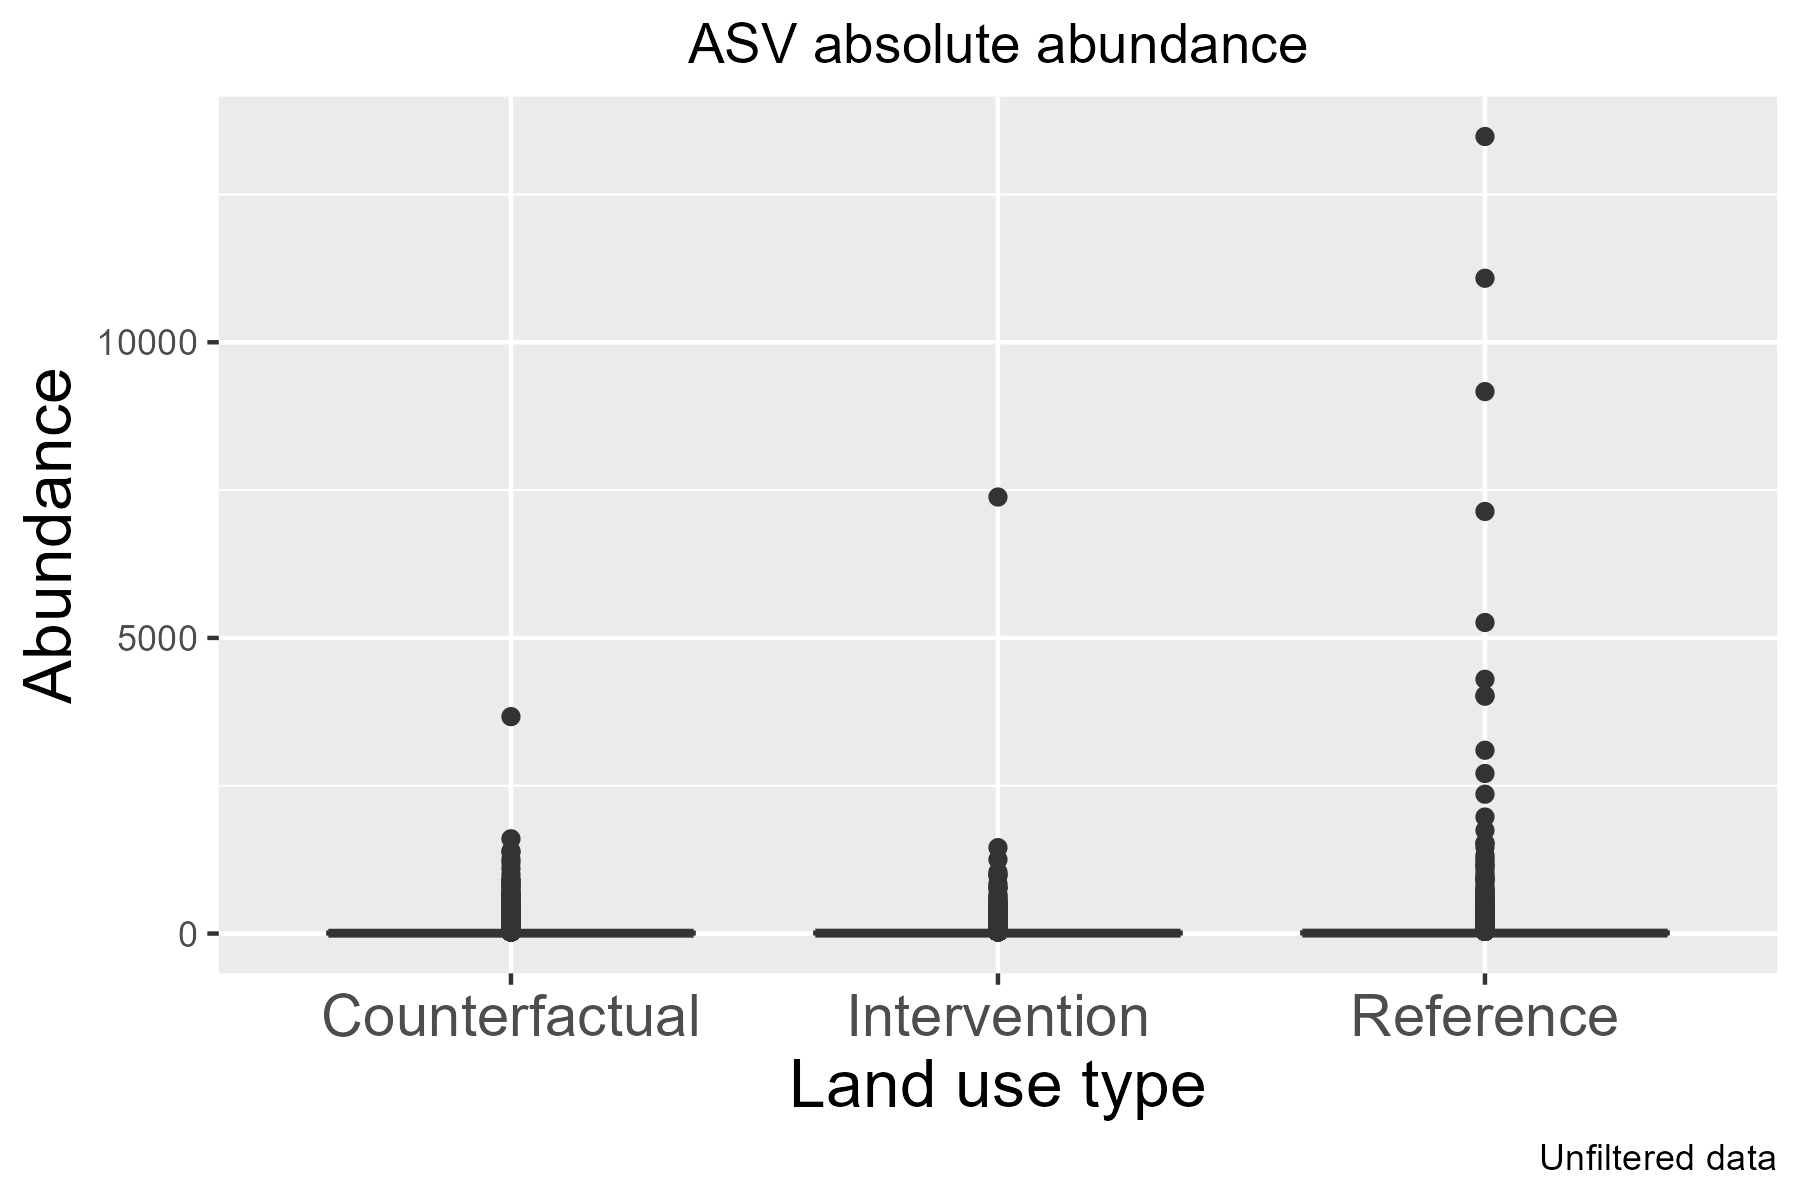 ASV absolute abundance
Abundance
10000
5000
0
Counterfactual Intervention Reference
Land use type
Unfiltered data